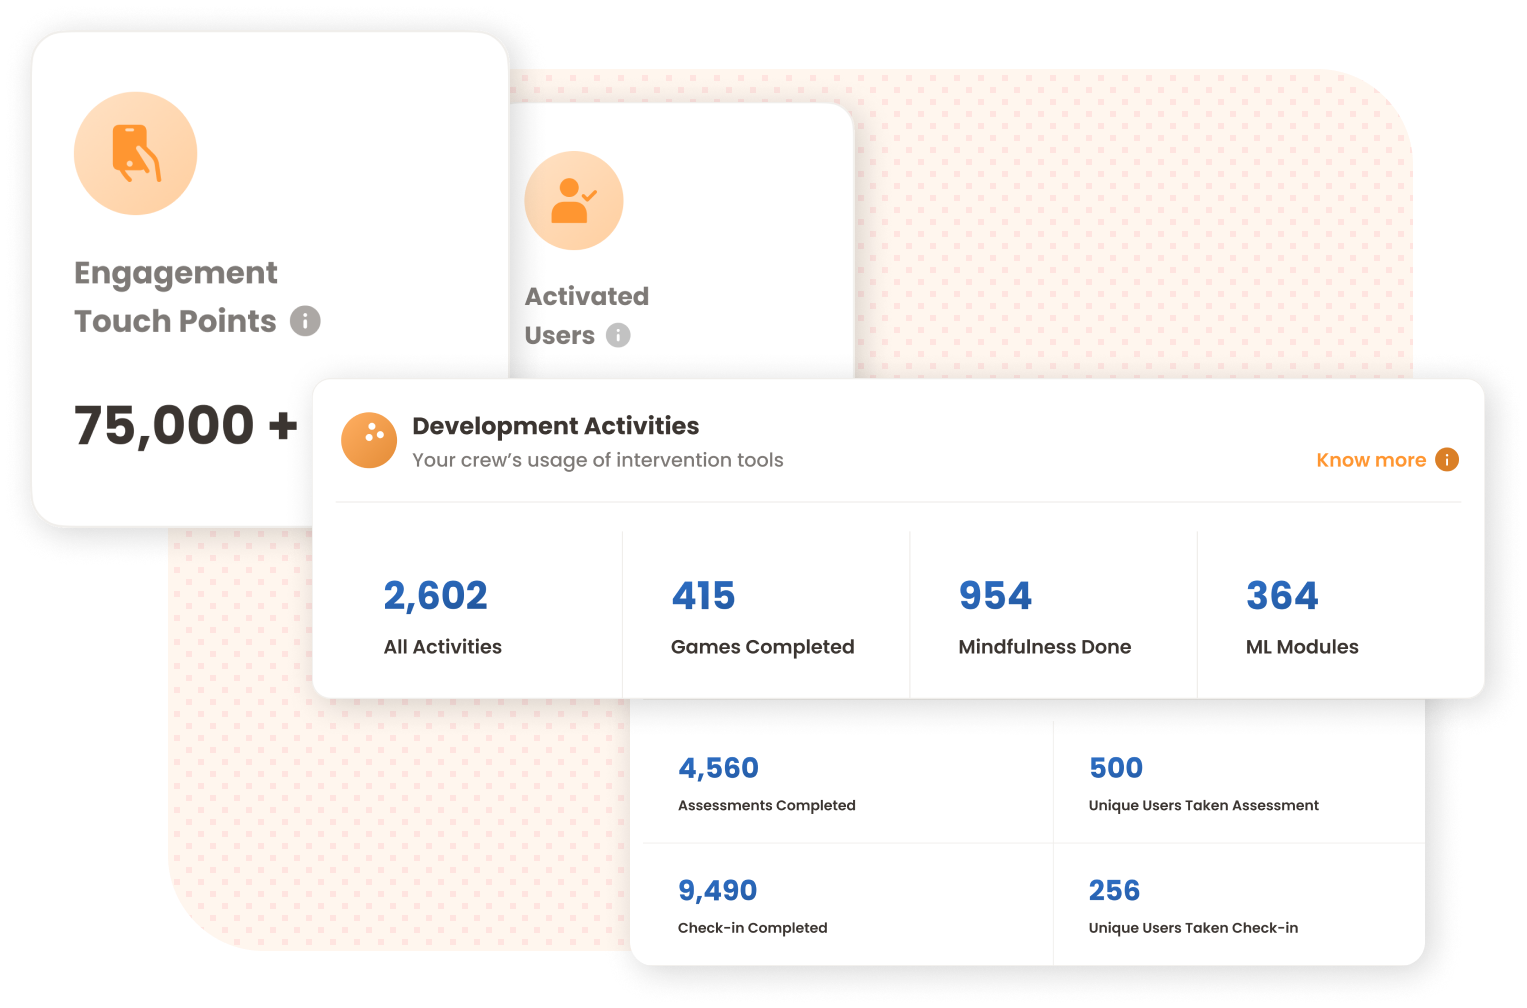 Engagement
Touch Points
75,000 +
Activated
Users
Development Activities
Your crew’s usage of intervention tools
Know more
2,602
All Activities
415
Games Completed
954
Mindfulness Done
364
ML Modules
4,560
Assessments Completed
500
Unique Users Taken Assessment
9,490
Check-in Completed
256
Unique Users Taken Check-in